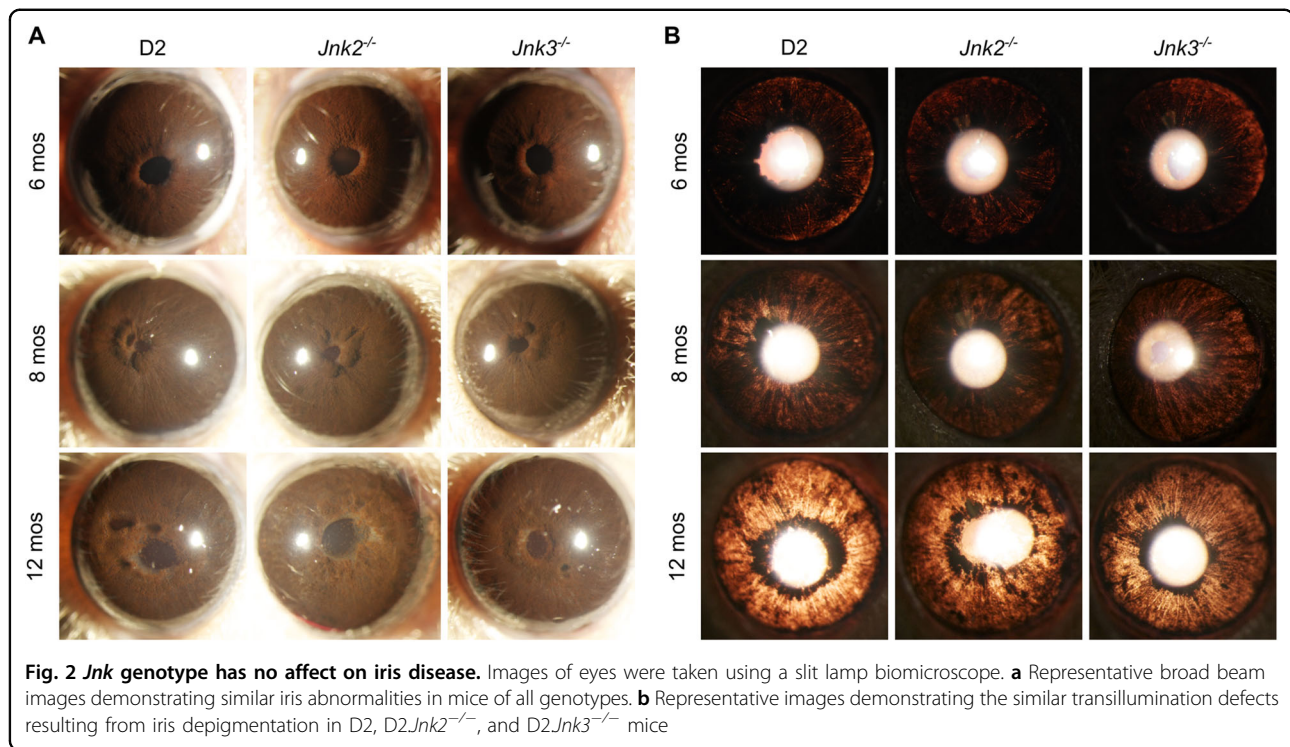 A
D2 Jnk2-/- Jnk3-/-
6 mos
8 mos
12 mos
B
D2 Jnk2-/- Jnk3-/-
6 mos
8 mos
12 mos
Fig. 2 Jnk genotype has no affect on iris disease. Images of eyes were taken using a slit lamp biomicroscope. a Representative broad beam
images demonstrating similar iris abnormalities in mice of all genotypes. b Representative images demonstrating the similar transillumination defects
resulting from iris depigmentation in D2, D2.Jnk2−/−, and D2.Jnk3−/− mice